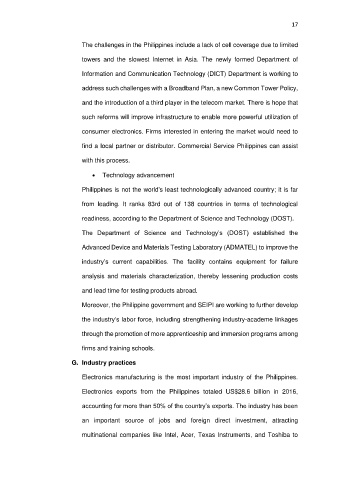 17
The challenges in the Philippines include a lack of cell coverage due to limited
towers and the slowest Internet in Asia. The newly formed Department of
Information and Communication Technology (DICT) Department is working to
address such challenges with a Broadband Plan, a new Common Tower Policy,
and the introduction of a third player in the telecom market. There is hope that
such reforms will improve infrastructure to enable more powerful utilization of
consumer electronics. Firms interested in entering the market would need to
find a local partner or distributor. Commercial Service Philippines can assist
with this process.
• Technology advancement
Philippines is not the world's least technologically advanced country; it is far
from leading. It ranks 83rd out of 138 countries in terms of technological
readiness, according to the Department of Science and Technology (DOST).
The Department of Science and Technology's (DOST) established the
Advanced Device and Materials Testing Laboratory (ADMATEL) to improve the
industry's current capabilities. The facility contains equipment for failure
analysis and materials characterization, thereby lessening production costs
and lead time for testing products abroad.
Moreover, the Philippine government and SEIPI are working to further develop
the industry's labor force, including strengthening industry-academe linkages
through the promotion of more apprenticeship and immersion programs among
firms and training schools.
G. Industry practices
Electronics manufacturing is the most important industry of the Philippines.
Electronics exports from the Philippines totaled US$28.6 billion in 2016,
accounting for more than 50% of the country's exports. The industry has been
an important source of jobs and foreign direct investment, attracting
multinational companies like Intel, Acer, Texas Instruments, and Toshiba to